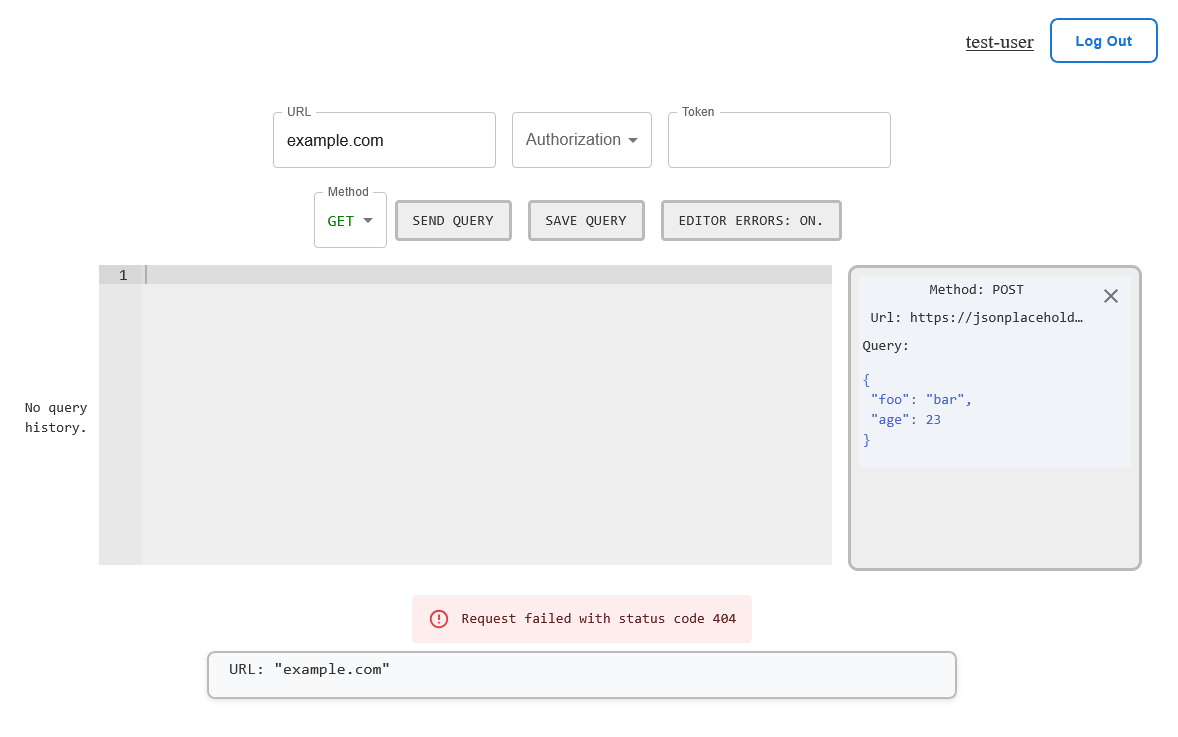 test-user
Log Out
URL
example.com
Authorization
Token
Method
GET
SEND QUERY
SAVE QUERY
EDITOR ERRORS: ON.
No query
history.
1
Method: POST
Url: https://jsonplacehold…
Query:
{
"foo": "bar",
"age": 23
}
Request failed with status code 404
URL: "example.com"